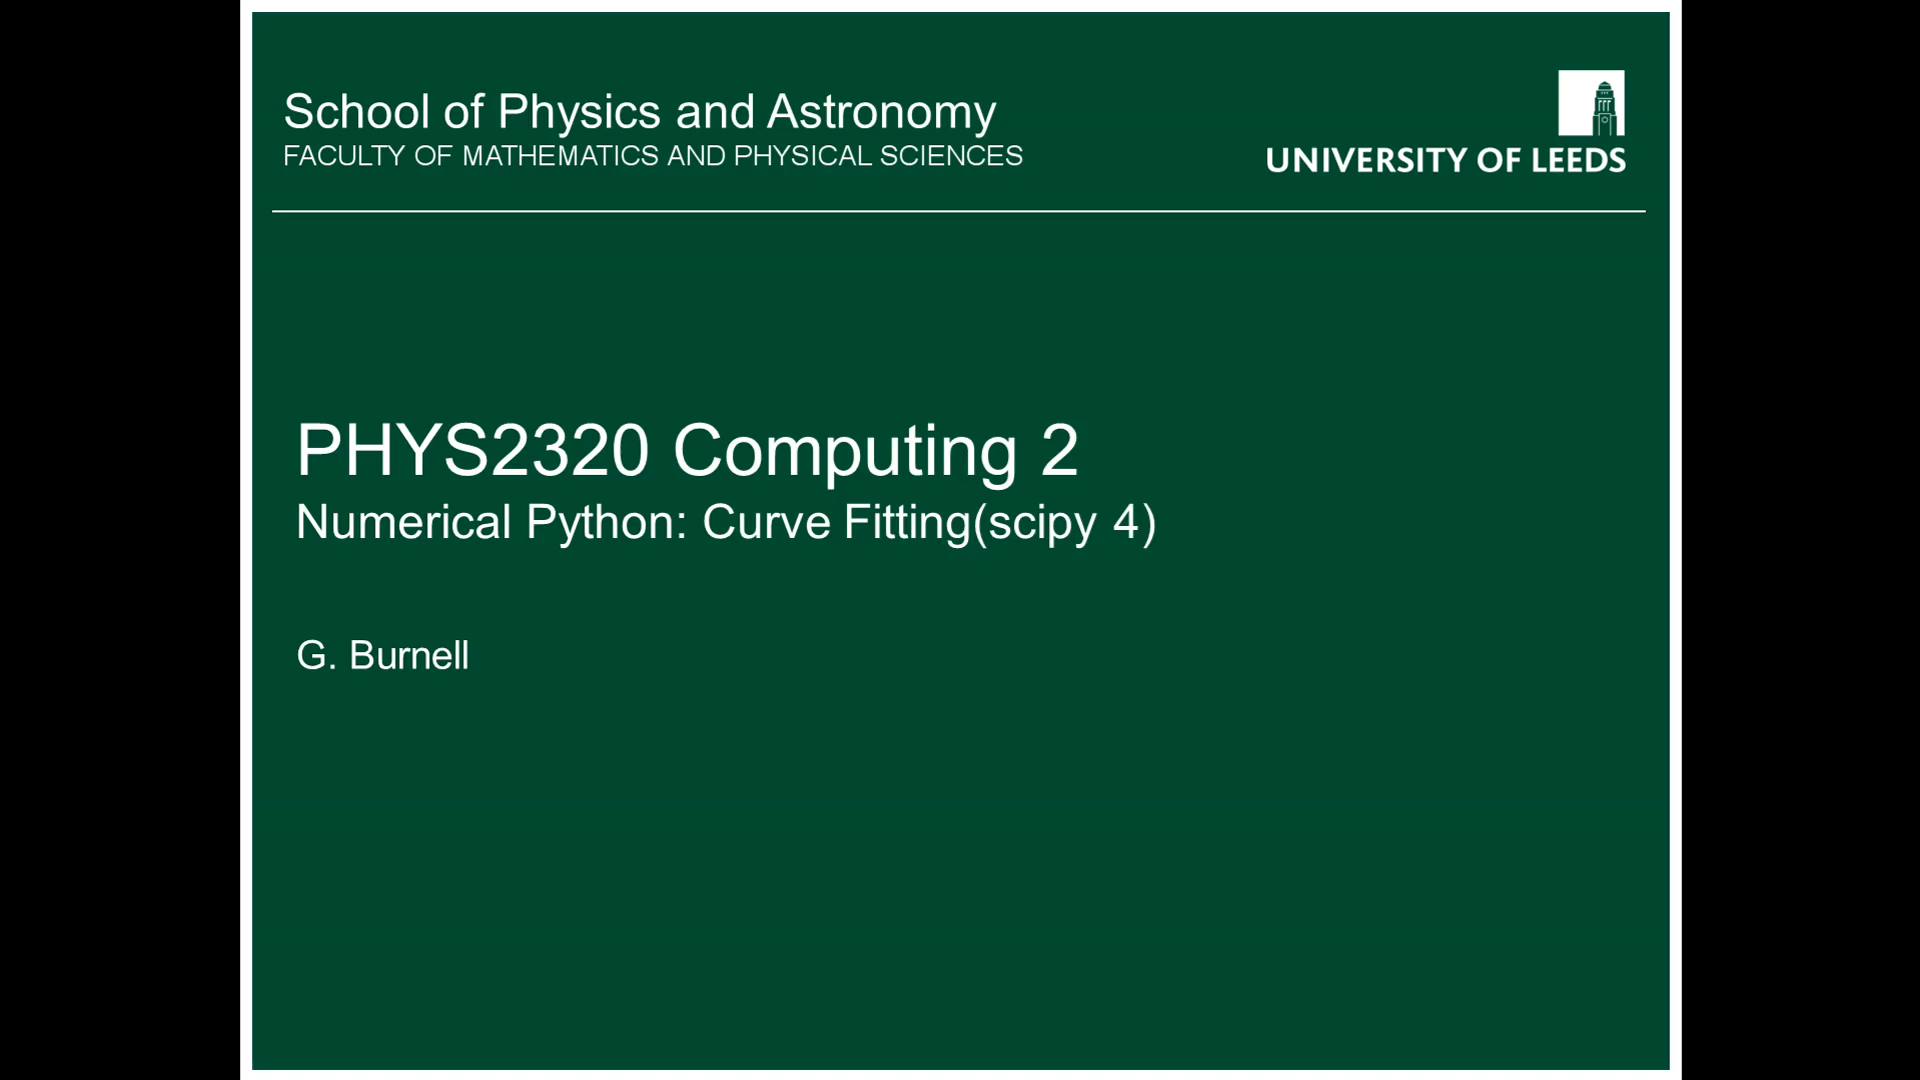 School of Physics and Astronomy
FACULTY OF MATHEMATICS AND PHYSICAL SCIENCES
UNIVERSITY OF LEEDS
PHYS2320 Computing 2
Numerical Python: Curve Fitting(scipy 4)
G. Burnell